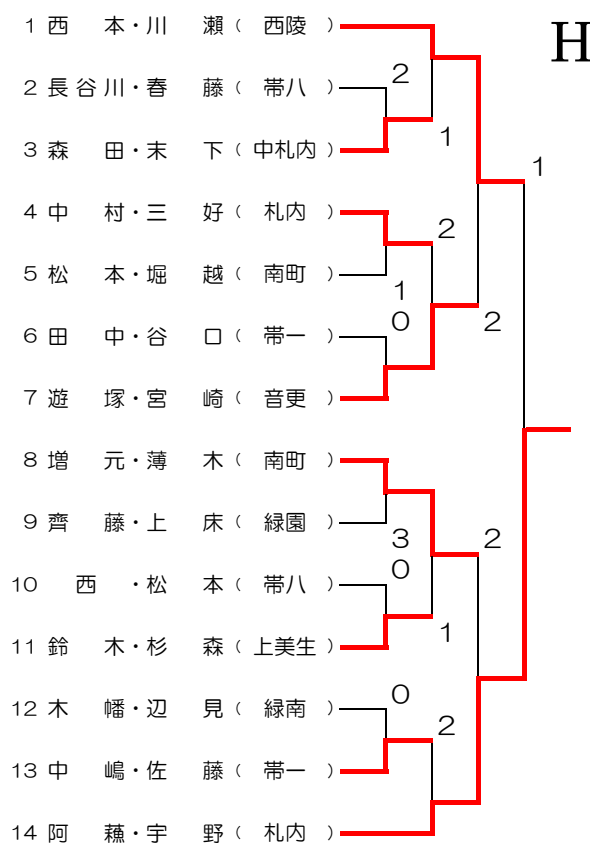 H
1 西 本・川 瀬 ( 西陵 )
2 長谷川・春 藤 ( 帯八 )
2
3 森 田・末 下 ( 中札内 )
1
1
4 中 村・三 好 ( 札内 )
2
5 松 本・堀 越 ( 南町 )
1
0
2
6 田 中・谷 口 ( 帯一 )
7 遊 塚・宮 崎 ( 音更 )
8 増 元・薄 木 ( 南町 )
9 齊 藤・上 床 ( 緑園 )
3
2
0
10 西 ・松 本 ( 帯八 )
11 鈴 木・杉 森 ( 上美生 )
1
12 木 幡・辺 見 ( 緑南 )
0
2
13 中 嶋・佐 藤 ( 帯一 )
14 阿 蘓・宇 野 ( 札内 )